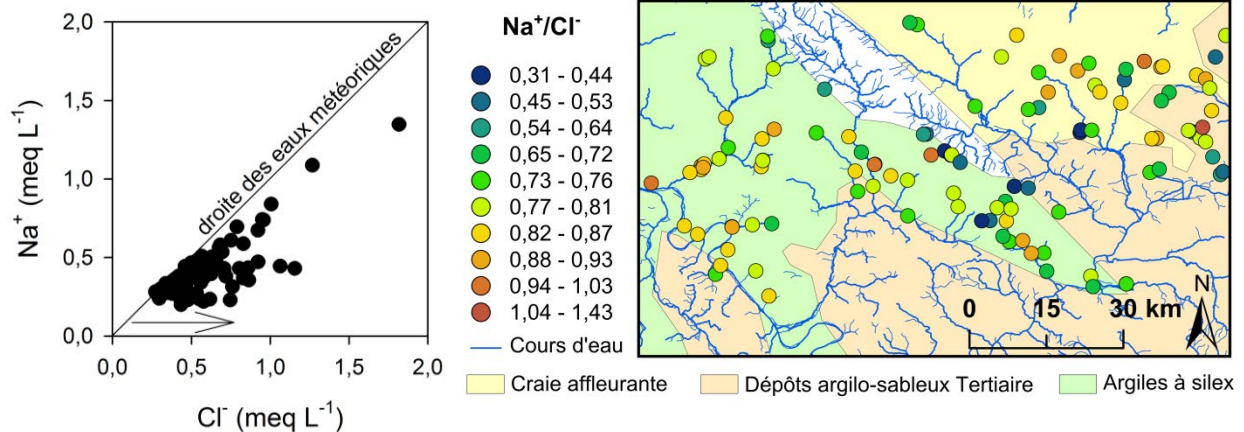 2,0
1,5
1,0
0,5
0,0
Na⁺ (meq L⁻¹)
droite des eaux météoriques
0,0 0,5 1,0 1,5 2,0
Cl⁻ (meq L⁻¹)
Na⁺/Cl⁻
0,31 - 0,44
0,45 - 0,53
0,54 - 0,64
0,65 - 0,72
0,73 - 0,76
0,77 - 0,81
0,82 - 0,87
0,88 - 0,93
0,94 - 1,03
1,04 - 1,43
Cours d'eau
N
0 15 30 km
Craie affleurante Dépôts argilo-sableux Tertiaire Argiles à silex